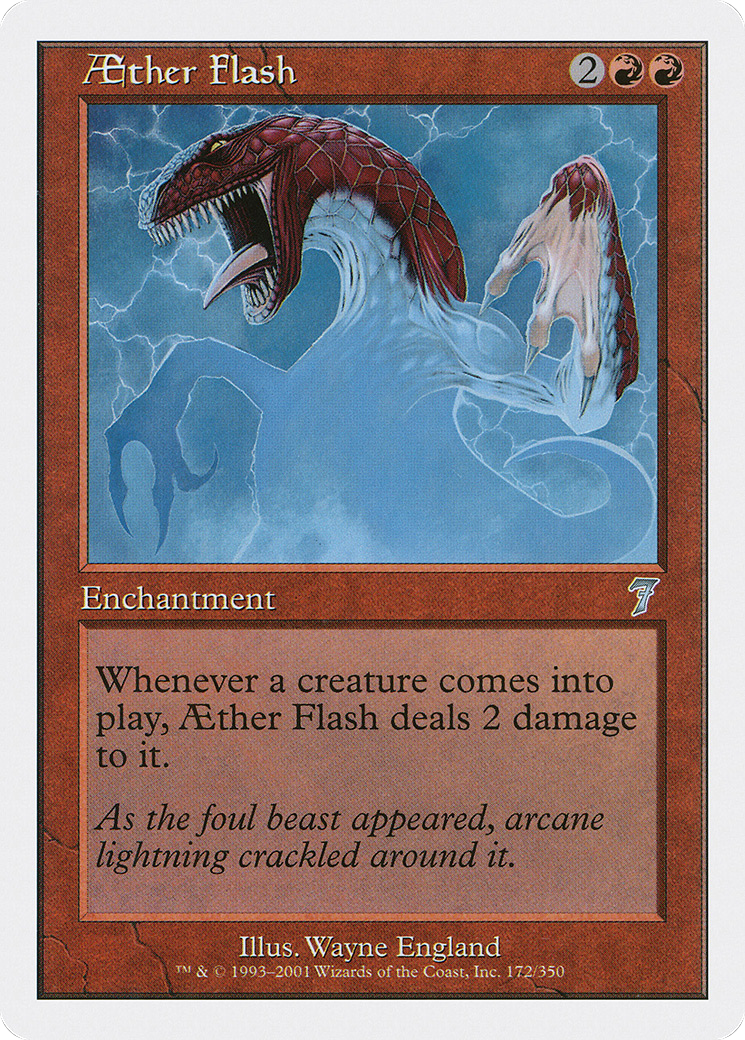 Æther Flash 2
Enchantment 7
Whenever a creature comes into
play, Æther Flash deals 2 damage
to it.
As the foul beast appeared, arcane
lightning crackled around it.
Illus. Wayne England
™ & © 1993–2001 Wizards of the Coast, Inc. 172/350